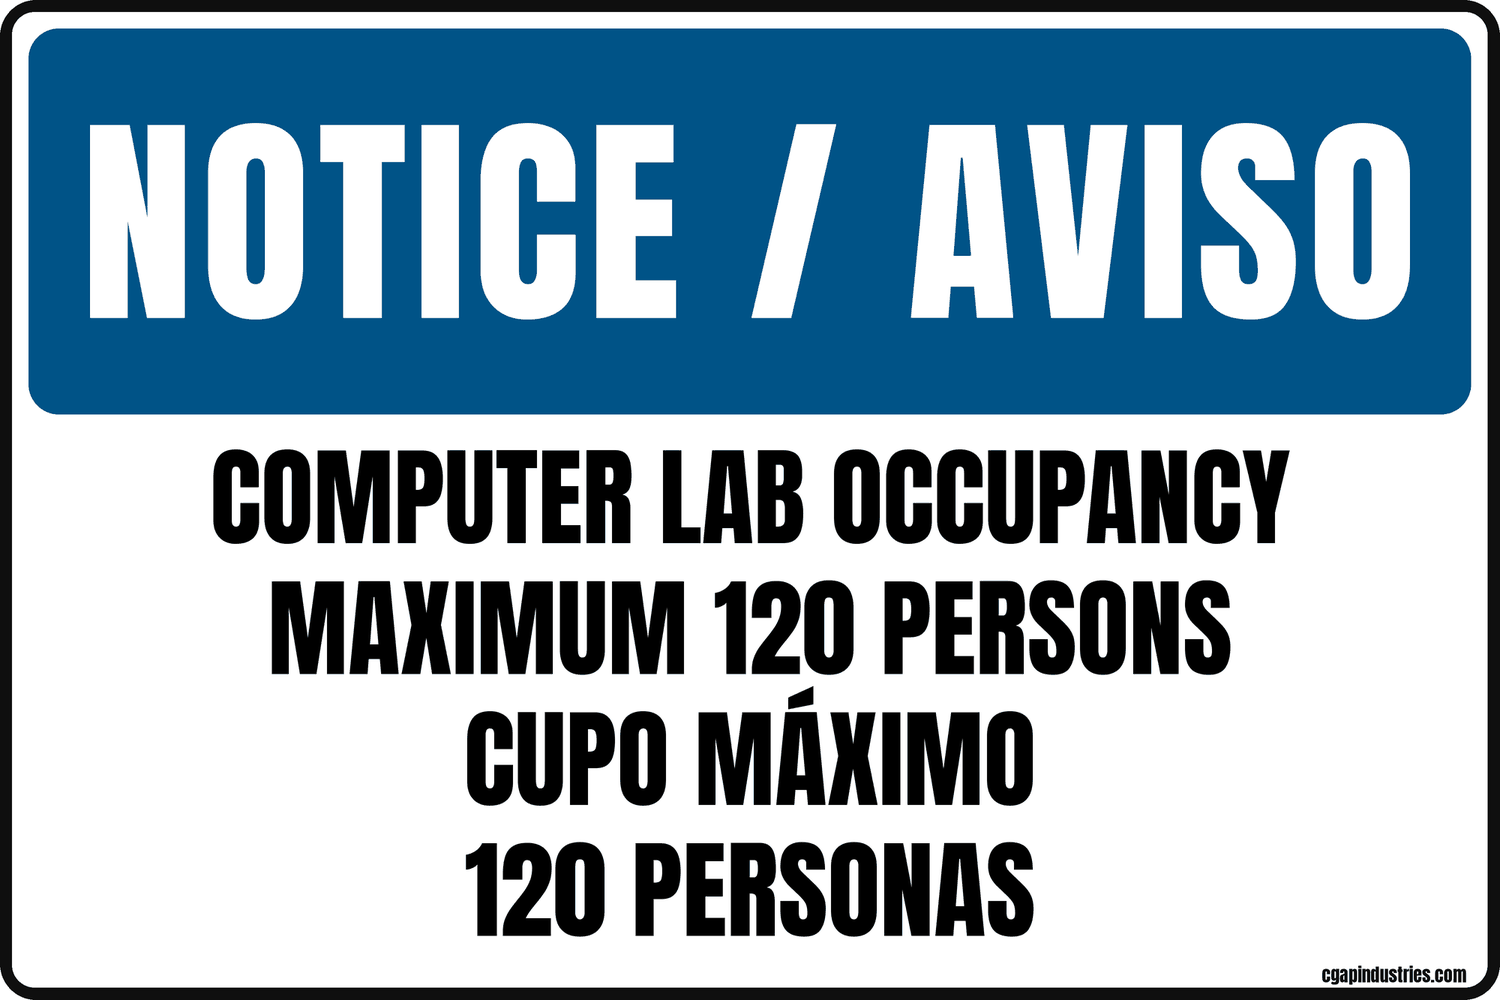 NOTICE / AVISO
COMPUTER LAB OCCUPANCY
MAXIMUM 120 PERSONS
CUPO MÁXIMO
120 PERSONAS
cgapindustries.com